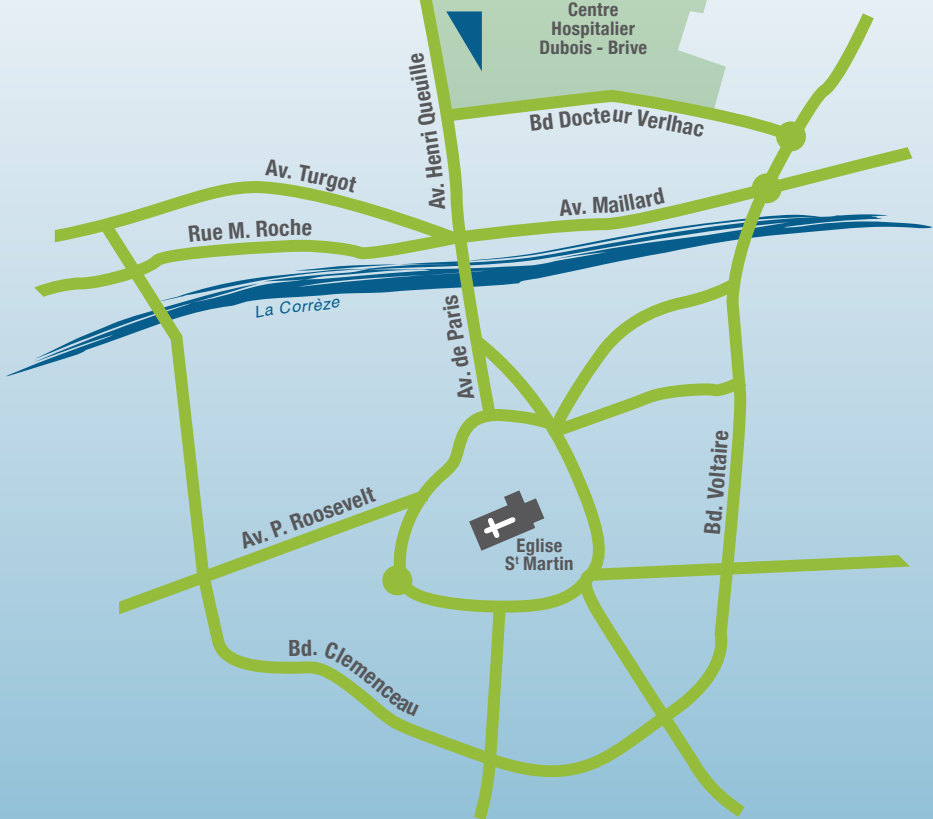 Centre
Hospitalier
Dubois - Brive
Av. Henri Queuille
Bd Docteur Verlhac
Av. Turgot
Av. Maillard
Rue M. Roche
La Corrèze
Av. de Paris
Bd. Voltaire
Av. P. Roosevelt
Eglise
Sᵗ Martin
Bd. Clemenceau